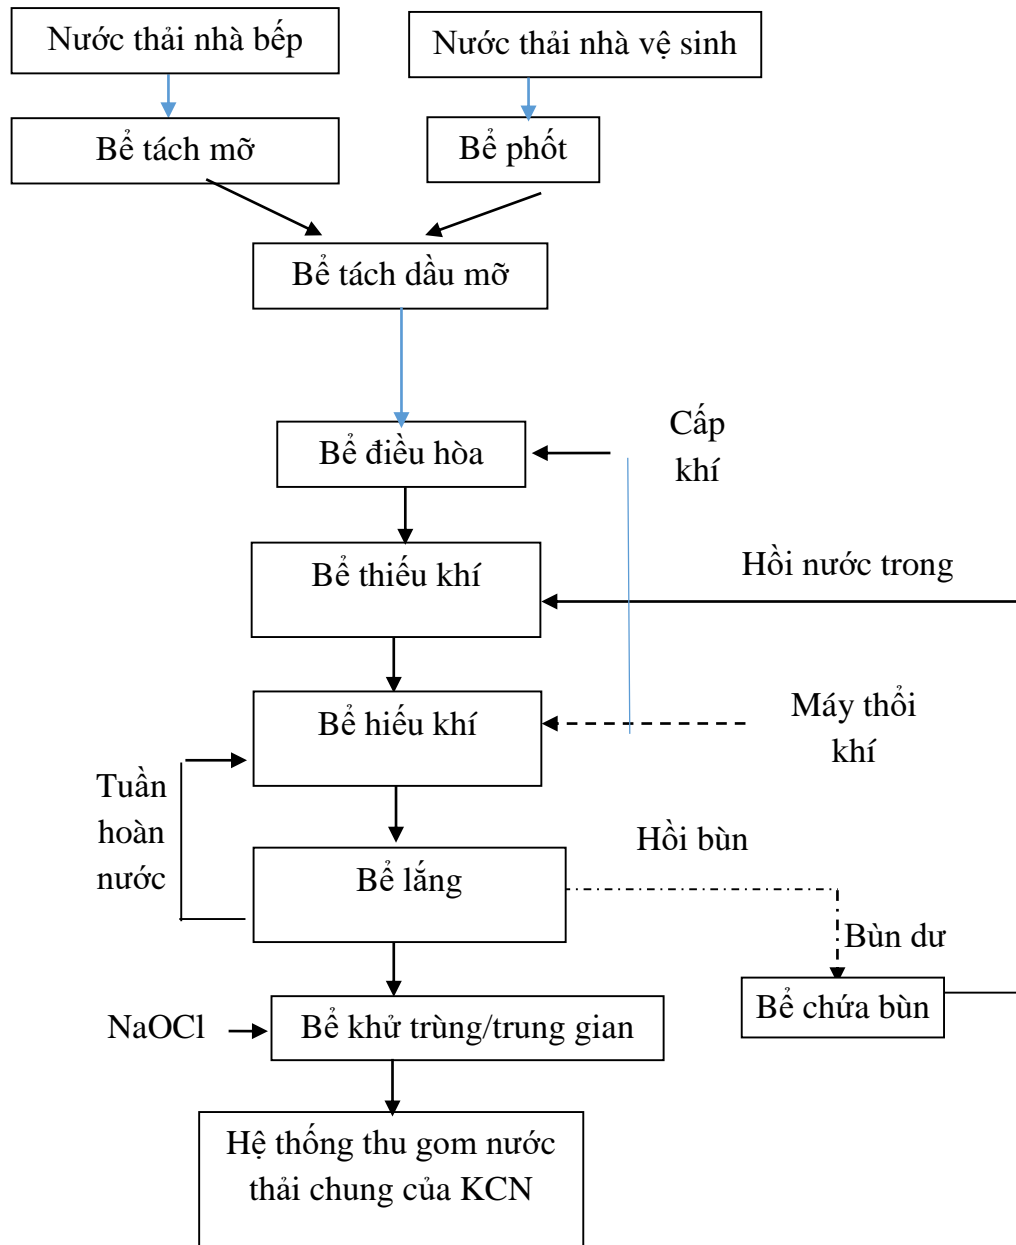 Nước thải nhà bếp
Nước thải nhà vệ sinh
Bể tách mỡ
Bể phốt
Bể tách dầu mỡ
Cấp
khí
Bể điều hòa
Hồi nước trong
Bể thiếu khí
Máy thổi
khí
Bể hiếu khí
Tuần
hoàn
nước
Hồi bùn
Bể lắng
Bùn dư
Bể chứa bùn
NaOCl
Bể khử trùng/trung gian
Hệ thống thu gom nước
thải chung của KCN